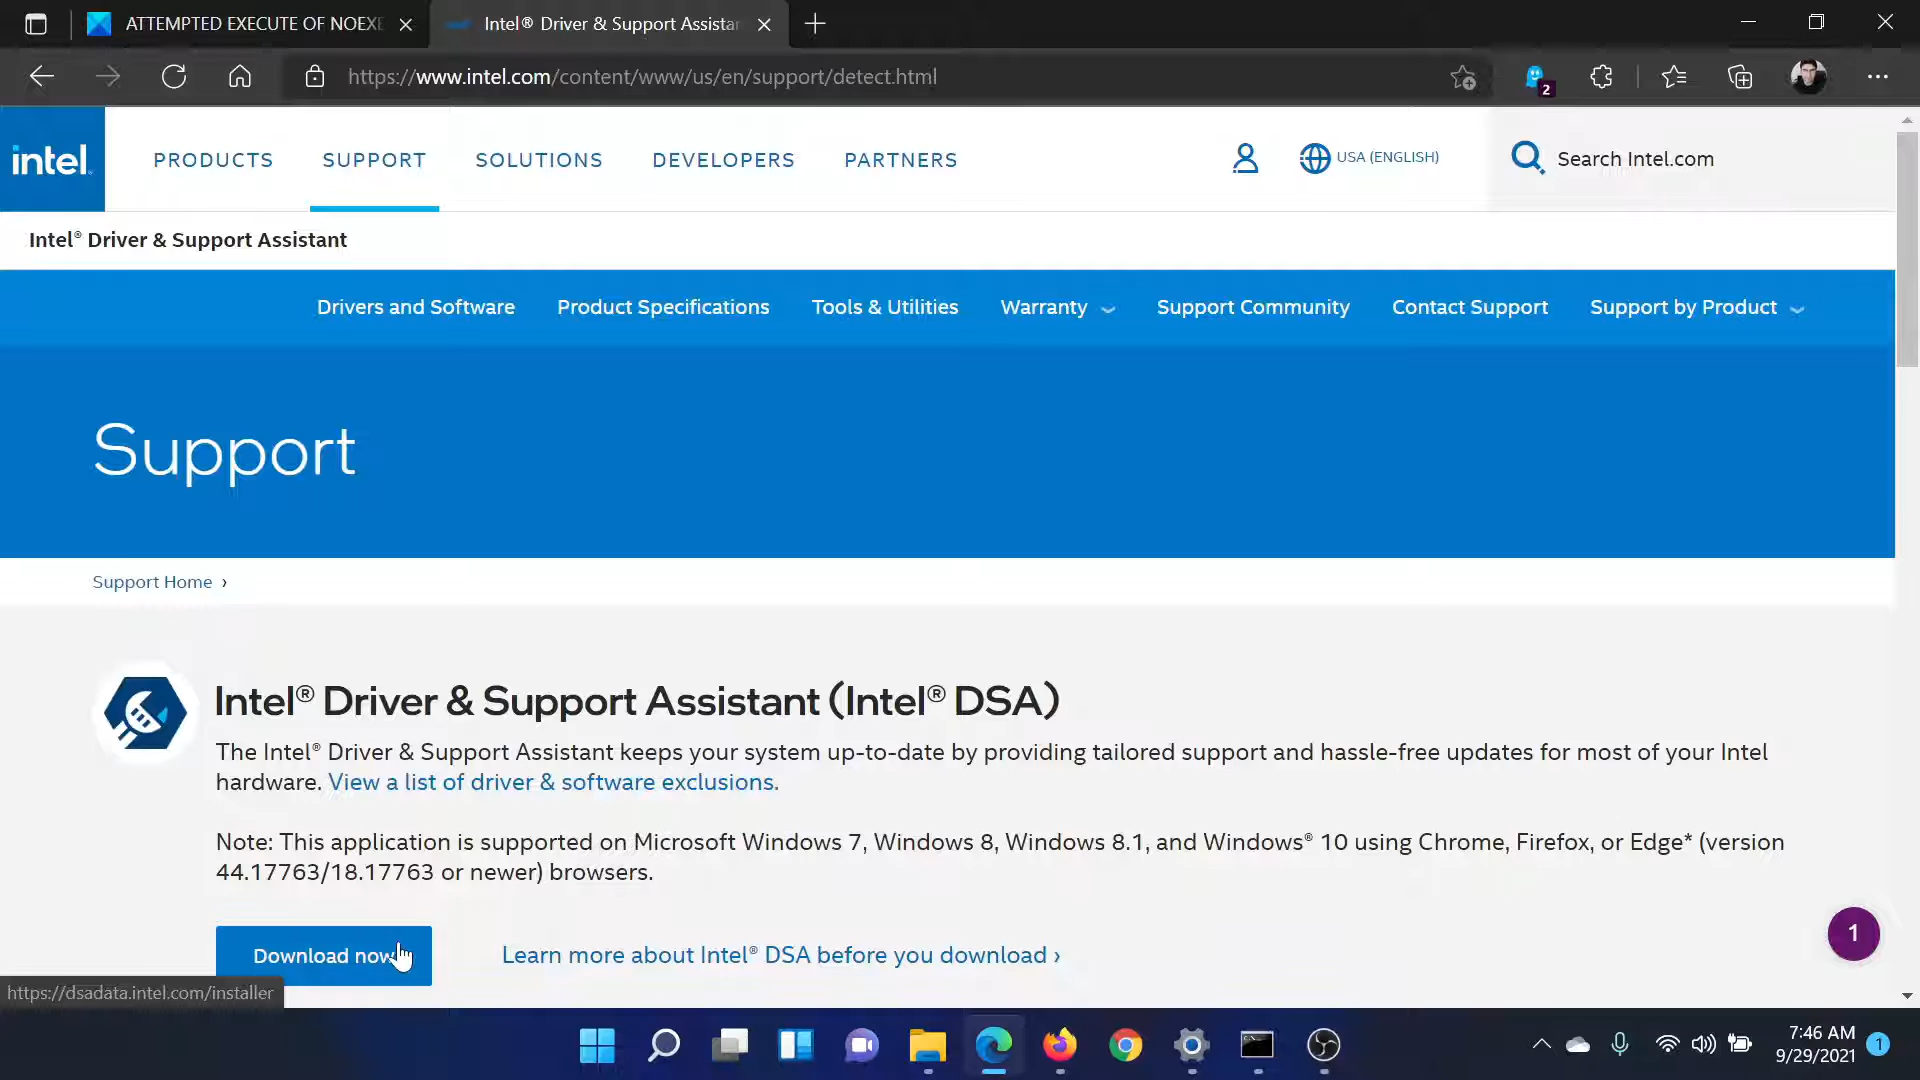 ATTEMPTED EXECUTE OF NOEXE
Intel® Driver & Support Assistan
https://www.intel.com/content/www/us/en/support/detect.html
2
intel.
PRODUCTS
SUPPORT
SOLUTIONS
DEVELOPERS
PARTNERS
USA (ENGLISH)
Search Intel.com
Intel® Driver & Support Assistant
Drivers and Software
Product Specifications
Tools & Utilities
Warranty
Support Community
Contact Support
Support by Product
Support
Support Home ›
Intel® Driver & Support Assistant (Intel® DSA)
The Intel® Driver & Support Assistant keeps your system up-to-date by providing tailored support and hassle-free updates for most of your Intel
hardware. View a list of driver & software exclusions.
Note: This application is supported on Microsoft Windows 7, Windows 8, Windows 8.1, and Windows® 10 using Chrome, Firefox, or Edge* (version
44.17763/18.17763 or newer) browsers.
Download now
Learn more about Intel® DSA before you download ›
1
https://dsadata.intel.com/installer
7:46 AM
9/29/2021
1